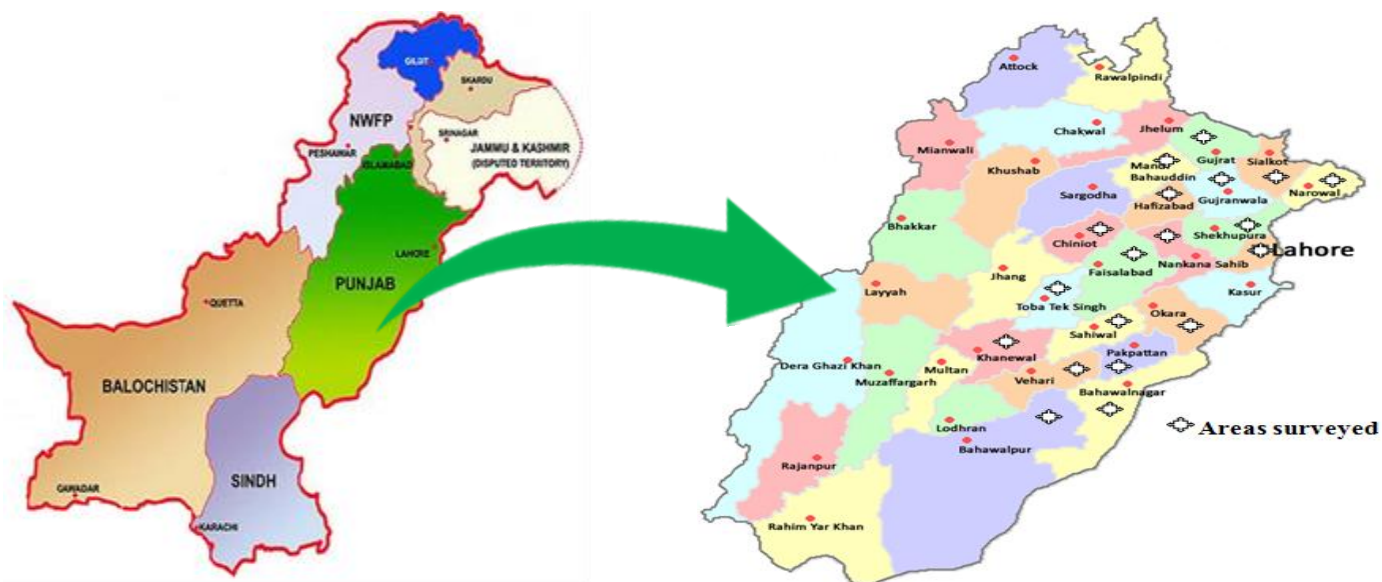 GILGIT
SKARDU
NWFP
SRINAGAR
PESHAWAR
ISLAMABAD
JAMMU & KASHMIR
(DISPUTED TERIITORY)
LAHORE
PUNJAB
QUETTA
BALOCHISTAN
SINDH
GAWADAR
KARACHI
Attock
Rawalpindi
Chakwal
Jhelum
Mianwali
Gujrat
Sialkot
Khushab
Mandi
Bahauddin
Narowal
Sargodha
Gujranwala
Hafizabad
Bhakkar
Chiniot
Shekhupura
Lahore
Jhang
Faisalabad
Nankana Sahib
Layyah
Kasur
Toba Tek Singh
Okara
Sahiwal
Dera Ghazi Khan
Khanewal
Pakpattan
Multan
Muzaffargarh
Vehari
Bahawalnagar
Lodhran
Areas surveyed
Bahawalpur
Rajanpur
Rahim Yar Khan